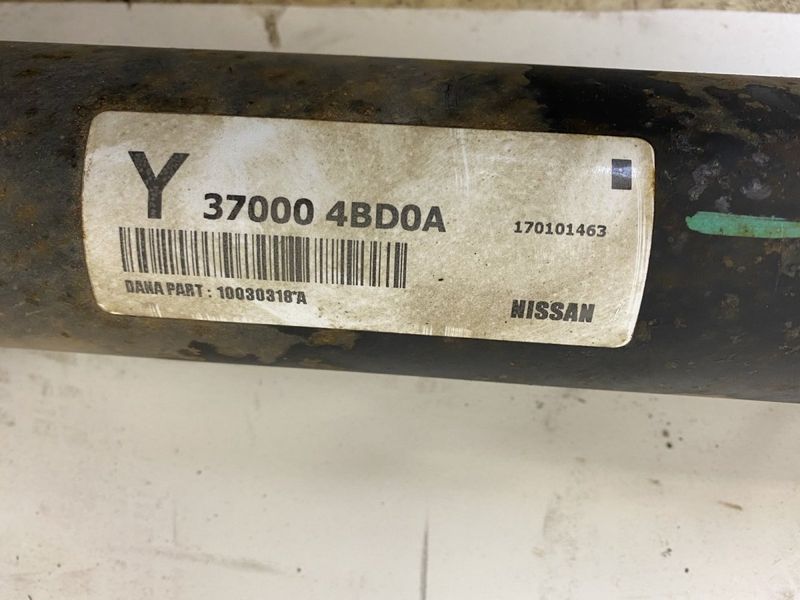 Y 37000 4BD0A 170101463
DANA PART : 10030318*A
NISSAN